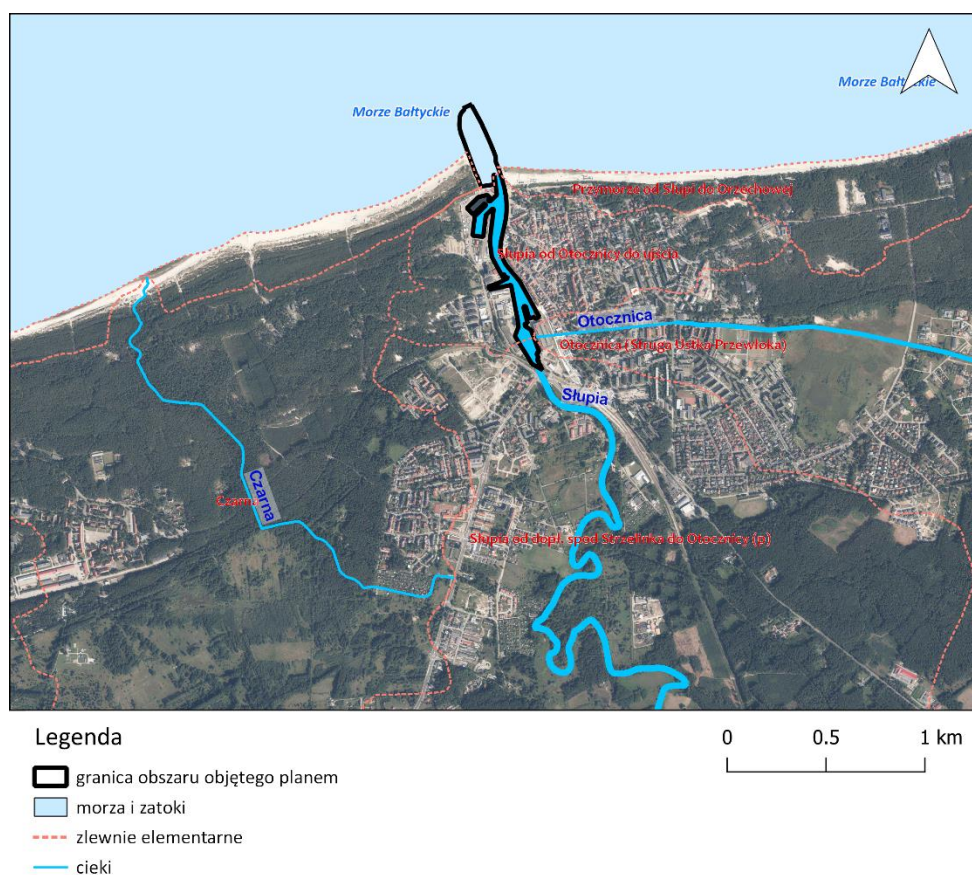 Morze Bałtyckie
Morze Bałtyckie
Przymorze od Słupi do Orzechowej
Słupia od Otocznicy do ujścia
Otocznica
Otocznica (Struga Ustka-Przewłoka)
Słupia
Czarna
Czarna
Słupia od dopł. spod Strzelinka do Otocznicy (p)
Legenda
0 0.5 1 km
granica obszaru objętego planem
morza i zatoki
zlewnie elementarne
cieki